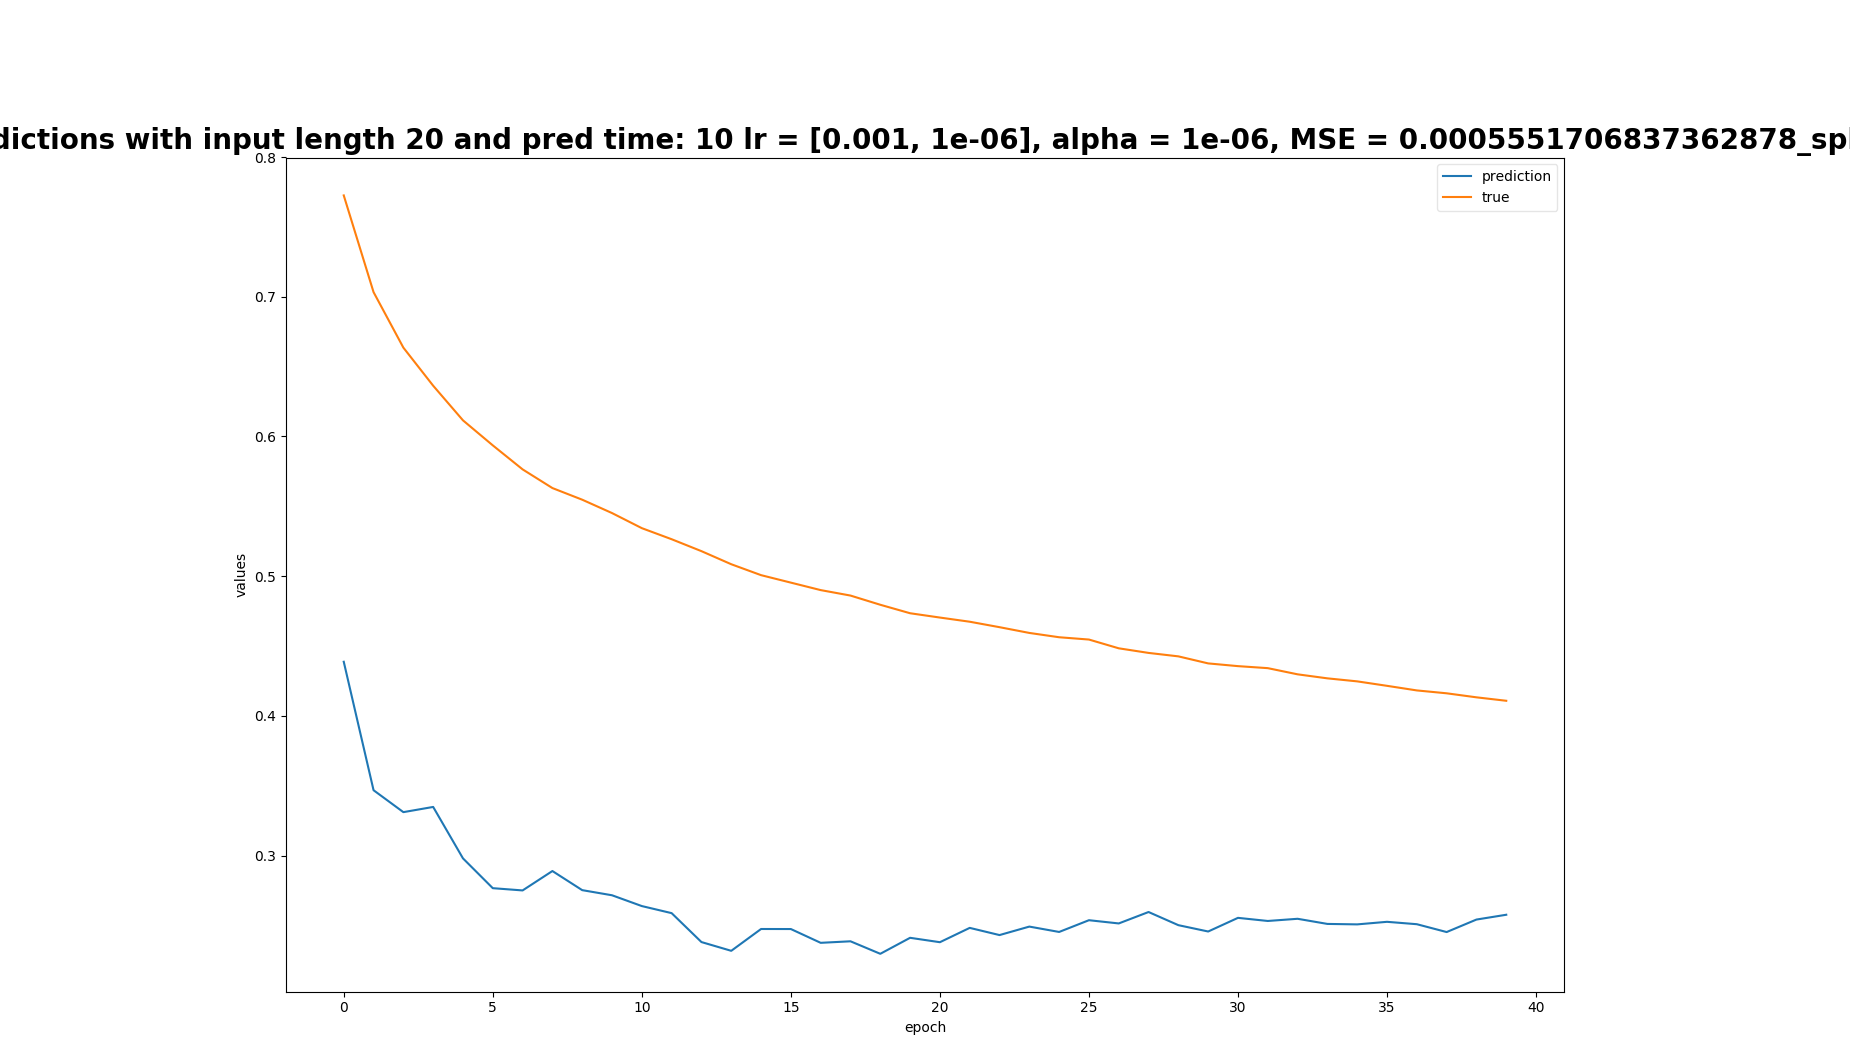 dictions with input length 20 and pred time: 10 lr = [0.001, 1e-06], alpha = 1e-06, MSE = 0.0005551706837362878_spl
prediction
true
0.8
0.7
0.6
0.5
0.4
0.3
values
0 5 10 15 20 25 30 35 40
epoch